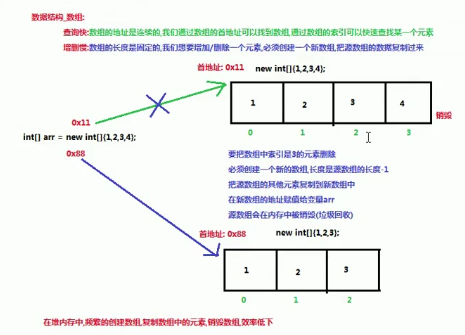 数据结构_数组:
查询快:数组的地址是连续的,我们通过数组的首地址可以找到数组,通过数组的索引可以快速查找某一个元素
增删慢:数组的长度是固定的,我们想要增加/删除一个元素,必须创建一个新数组,把源数组的数据复制过来
首地址: 0x11 new int[]{1,2,3,4};
1 2 3 4
销毁
0 1 2 3
0x11
int[] arr = new int[]{1,2,3,4};
0x88
要把数组中索引是3的元素删除
必须创建一个新的数组,长度是源数组的长度-1
把源数组的其他元素复制到新数组中
在新数组的地址赋值给变量arr
源数组会在内存中被销毁(垃圾回收)
首地址: 0x88 new int[]{1,2,3};
1 2 3
0 1 2
在堆内存中,频繁的创建数组,复制数组中的元素,销毁数组,效率低下